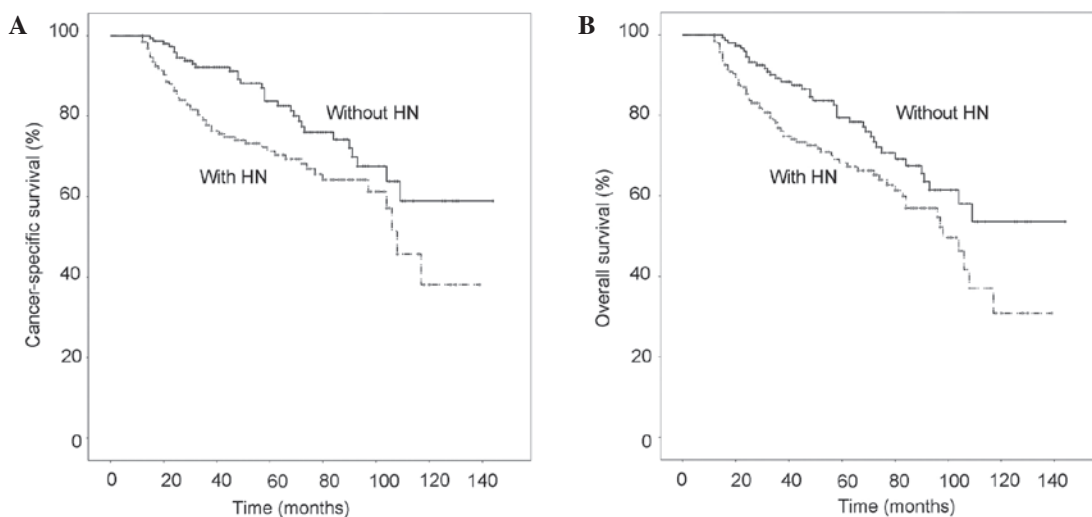 A
100
80
60
40
20
0
Cancer-specific survival (%)
Without HN
With HN
0 20 40 60 80 100 120 140
Time (months)
B
100
80
60
40
20
0
Overall survival (%)
Without HN
With HN
0 20 40 60 80 100 120 140
Time (months)